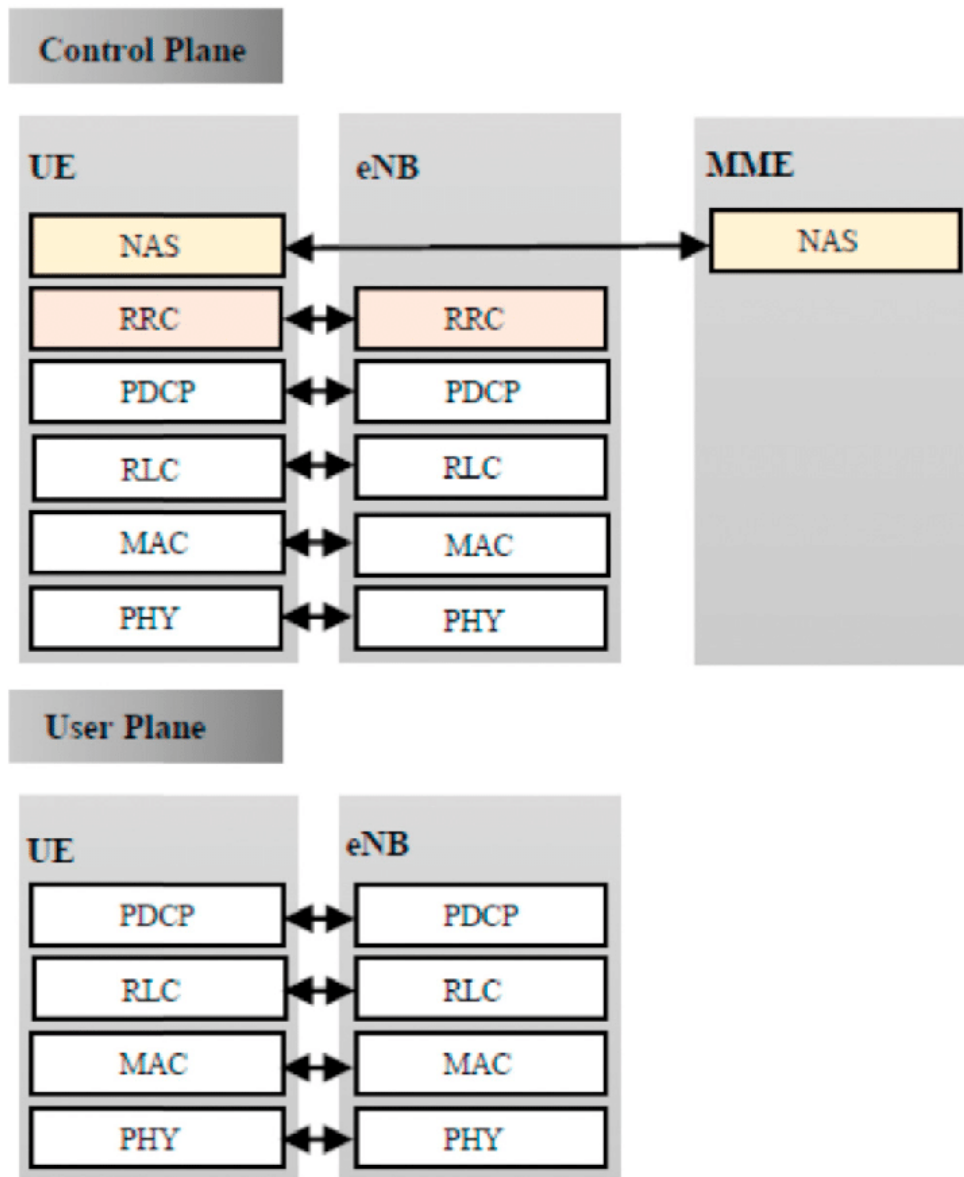 Control Plane
UE eNB MME
NAS NAS
RRC RRC
PDCP PDCP
RLC RLC
MAC MAC
PHY PHY
User Plane
UE eNB
PDCP PDCP
RLC RLC
MAC MAC
PHY PHY